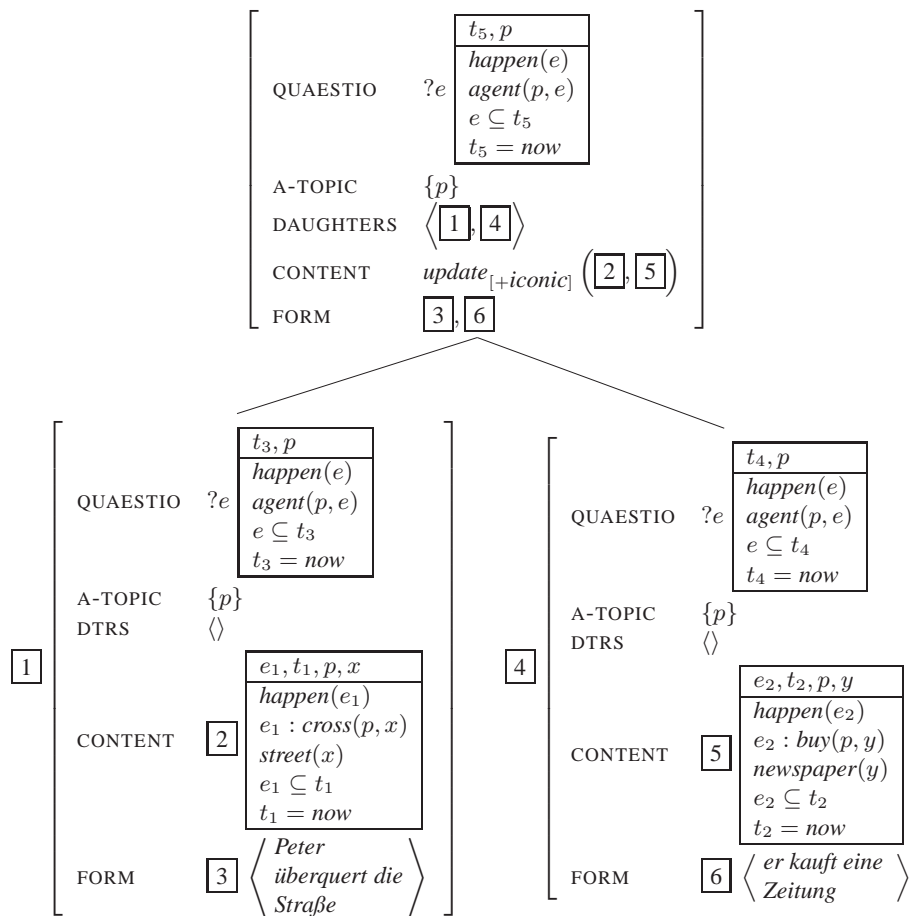 t₅, p
happen(e)
QUAESTIO ?e agent(p, e)
e ⊆ t₅
t₅ = now
A-TOPIC {p}
DAUGHTERS ⟨ 1 , 4 ⟩
CONTENT update[+iconic] ( 2 , 5 )
FORM 3 , 6
t₃, p
happen(e)
QUAESTIO ?e agent(p, e)
e ⊆ t₃
t₃ = now
A-TOPIC {p}
DTRS ⟨⟩
1
e₁, t₁, p, x
happen(e₁)
e₁ : cross(p, x)
CONTENT 2 street(x)
e₁ ⊆ t₁
t₁ = now
Peter
FORM 3 überquert die
Straße
t₄, p
happen(e)
QUAESTIO ?e agent(p, e)
e ⊆ t₄
t₄ = now
A-TOPIC {p}
DTRS ⟨⟩
4
e₂, t₂, p, y
happen(e₂)
e₂ : buy(p, y)
CONTENT 5 newspaper(y)
e₂ ⊆ t₂
t₂ = now
FORM 6 er kauft eine
Zeitung